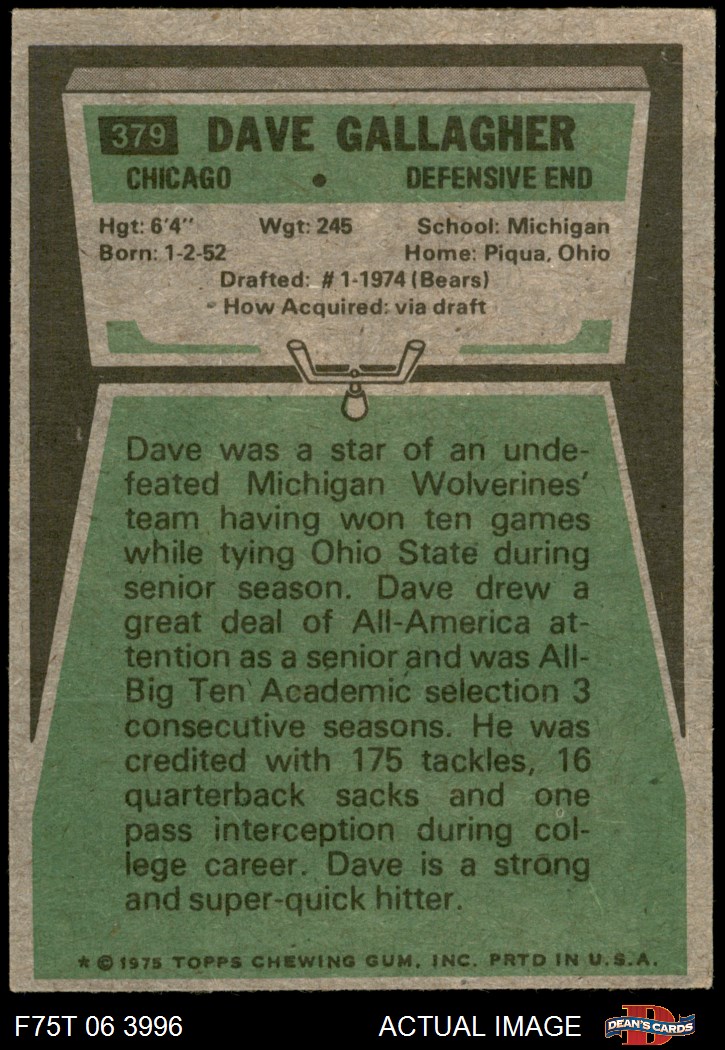 379 DAVE GALLAGHER
CHICAGO • DEFENSIVE END
Hgt: 6'4" Wgt: 245 School: Michigan
Born: 1-2-52 Home: Piqua, Ohio
Drafted: #1-1974 (Bears)
How Acquired: via draft
Dave was a star of an unde-
feated Michigan Wolverines'
team having won ten games
while tying Ohio State during
senior season. Dave drew a
great deal of All-America at-
tention as a senior and was All-
Big Ten Academic selection 3
consecutive seasons. He was
credited with 175 tackles, 16
quarterback sacks and one
pass interception during col-
lege career. Dave is a strong
and super-quick hitter.
* © 1975 TOPPS CHEWING GUM, INC. PRTD IN U.S.A.
F75T 06 3996 ACTUAL IMAGE D DEAN'S CARDS